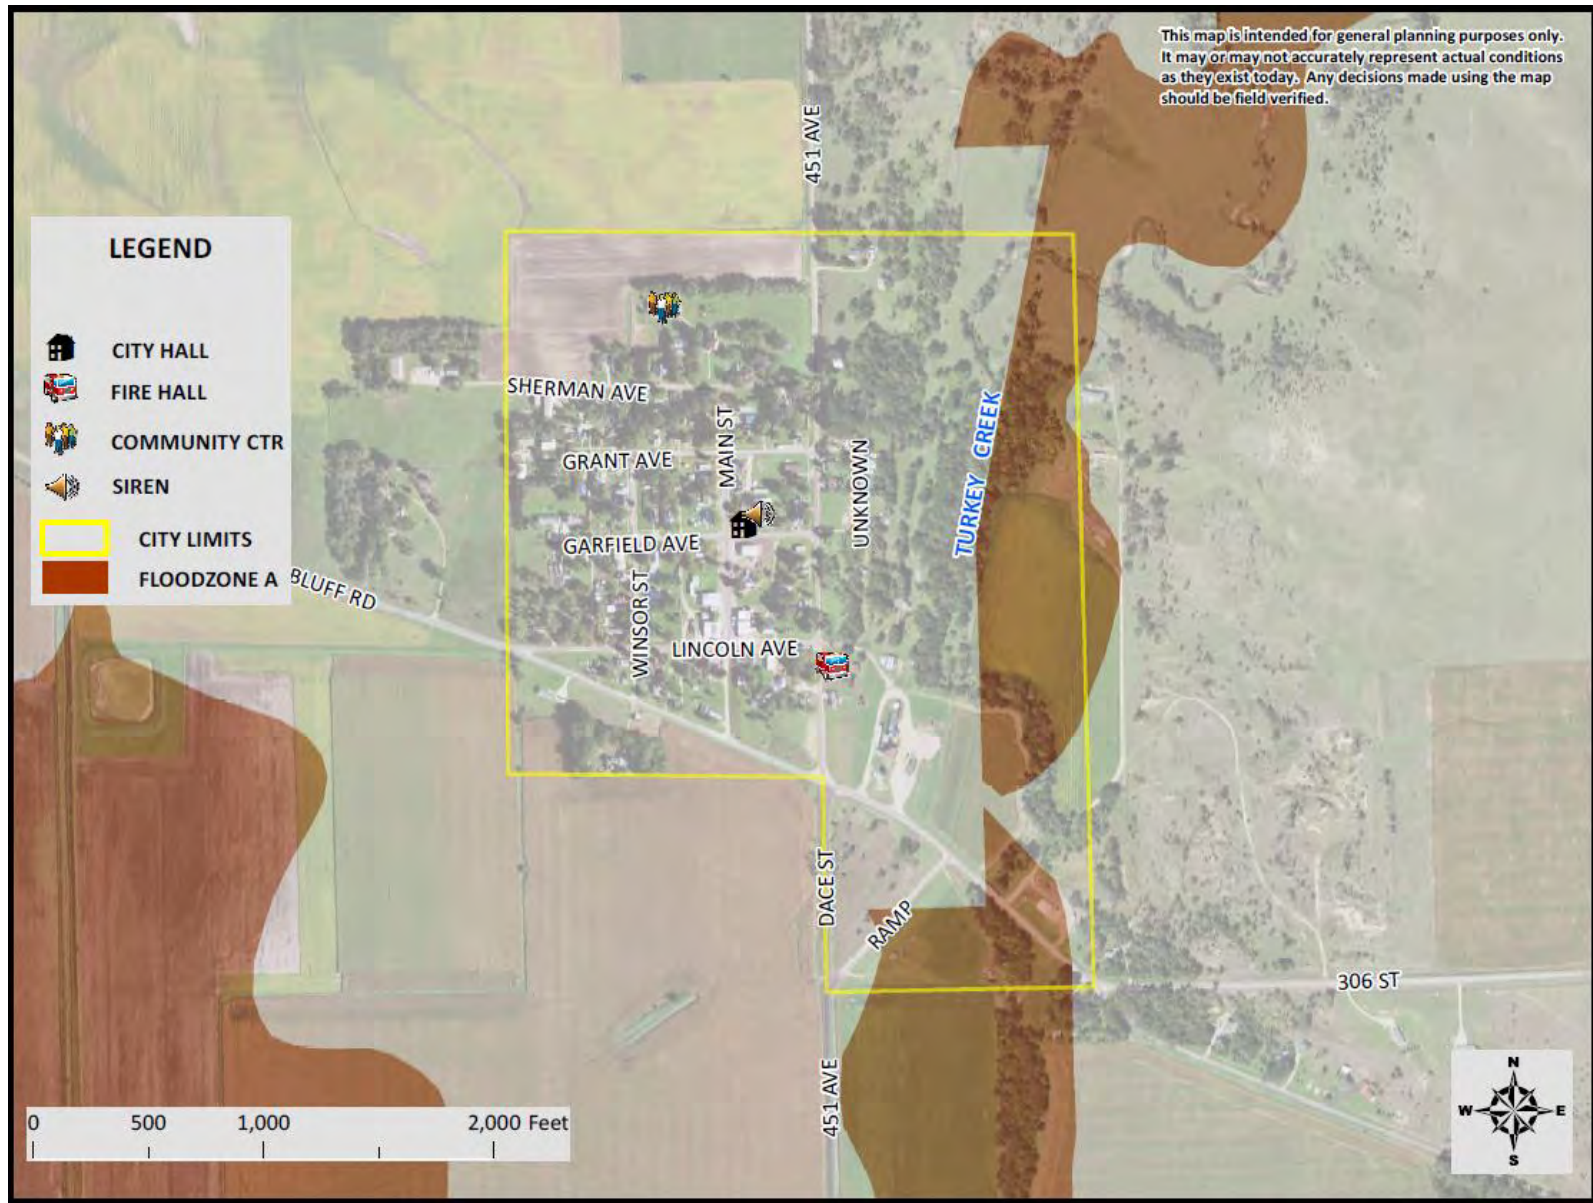 This map is intended for general planning purposes only.
It may or may not accurately represent actual conditions
as they exist today. Any decisions made using the map
should be field verified.
451 AVE
LEGEND
CITY HALL
FIRE HALL
COMMUNITY CTR
SIREN
CITY LIMITS
FLOODZONE A
SHERMAN AVE
MAIN ST
GRANT AVE
UNKNOWN
TURKEY CREEK
GARFIELD AVE
BLUFF RD
WINSOR ST
LINCOLN AVE
DACE ST
RAMP
306 ST
451 AVE
0 500 1,000 2,000 Feet
N
W E
S